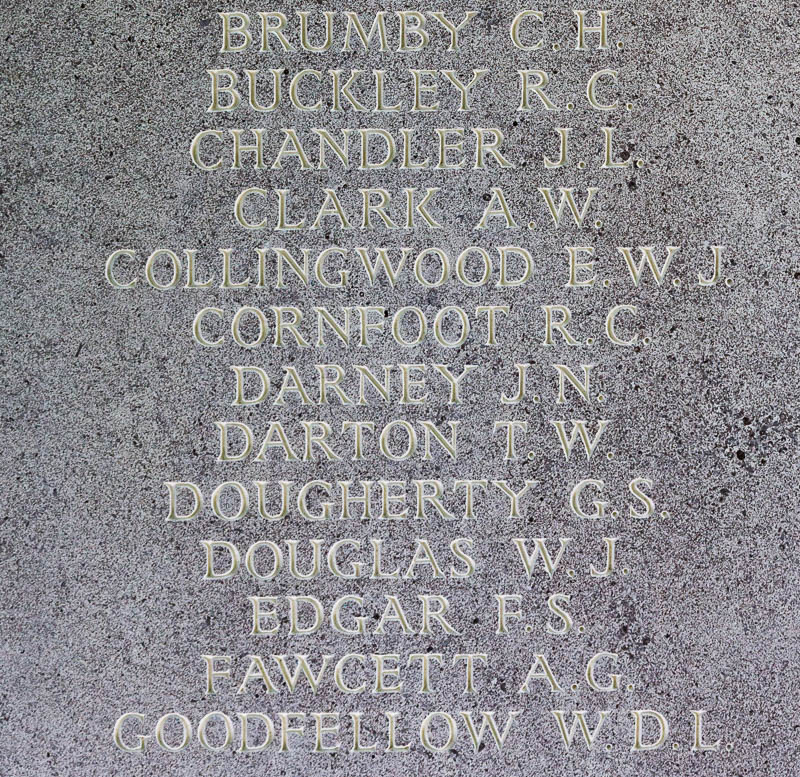 BRUMBY C.H.
BUCKLEY R.C.
CHANDLER J.L.
CLARK A.W.
COLLINGWOOD E.W.J.
CORNFOOT R.C.
DARNEY J.N.
DARTON T.W.
DOUGHERTY G.S.
DOUGLAS W.J.
EDGAR F.S.
FAWCETT A.G.
GOODFELLOW W.D.L.